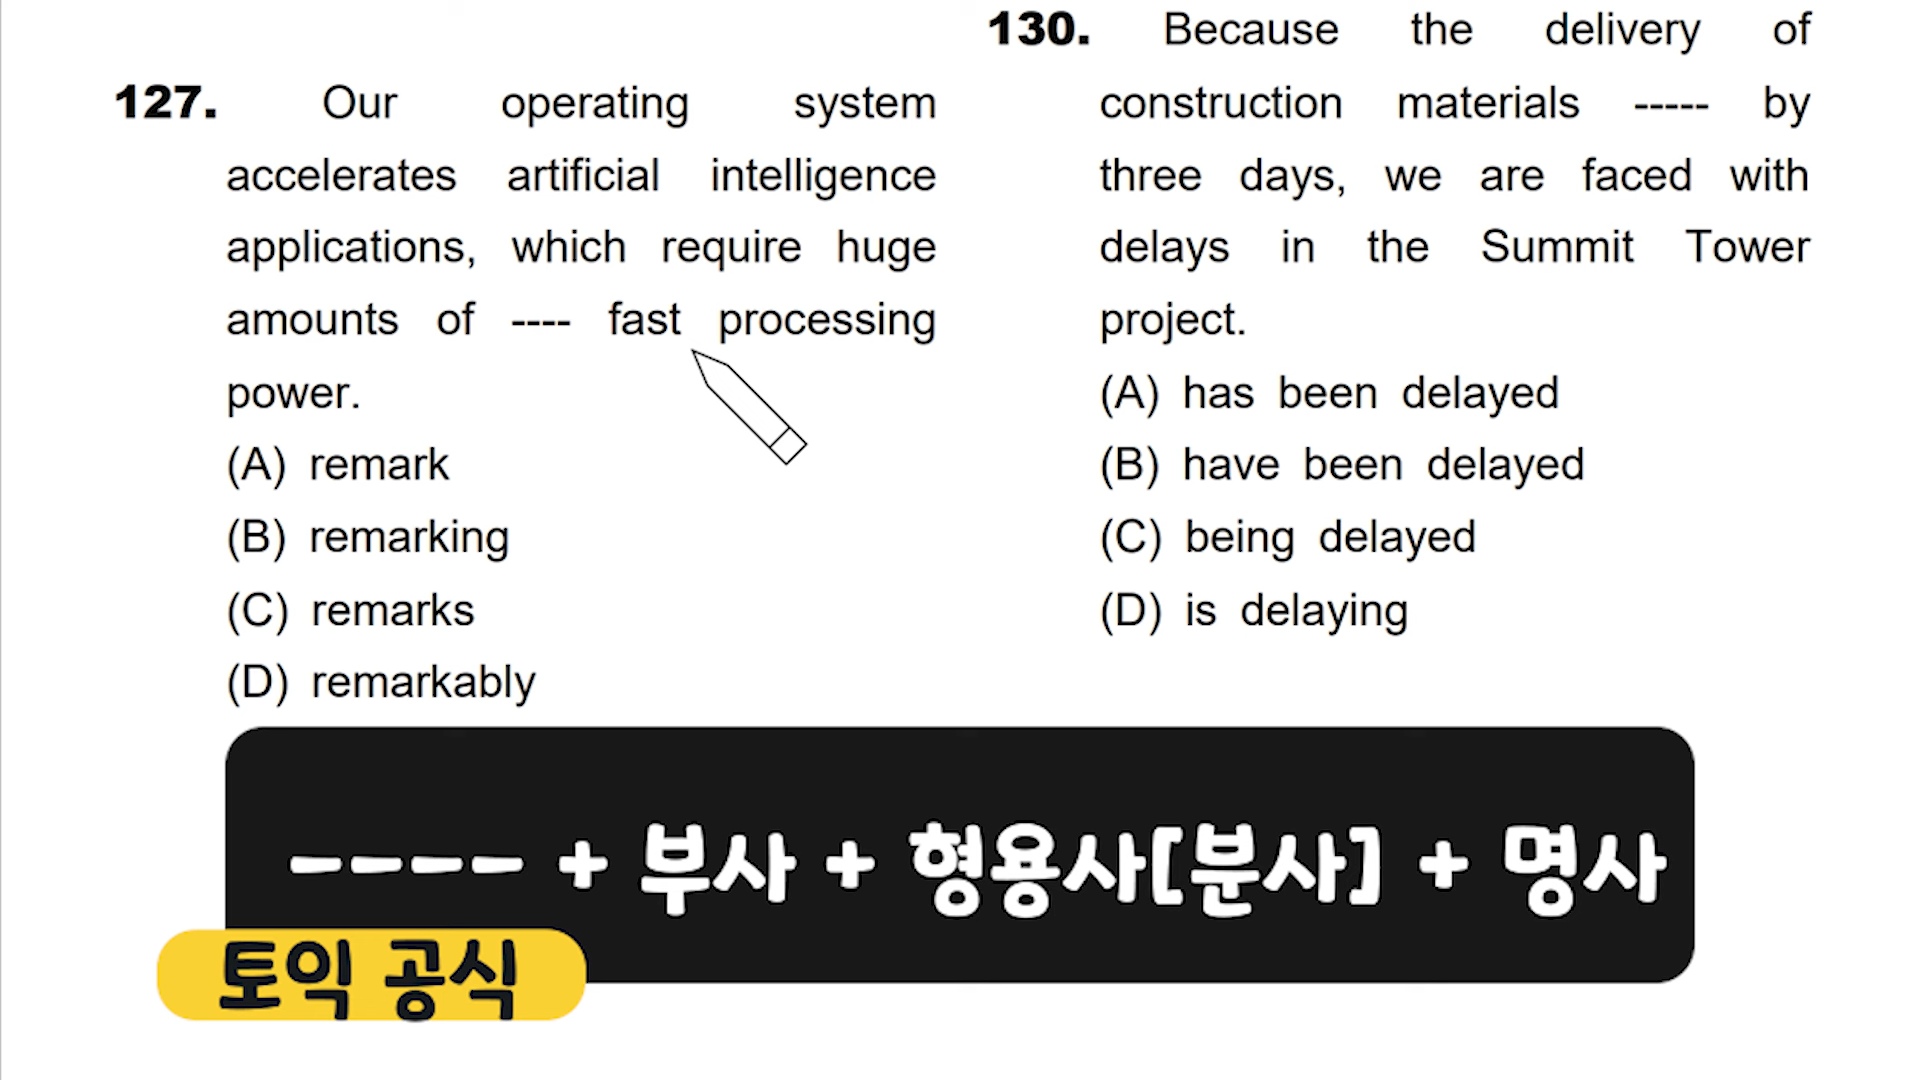 127. Our operating system
accelerates artificial intelligence
applications, which require huge
amounts of ---- fast processing
power.
(A) remark
(B) remarking
(C) remarks
(D) remarkably
130. Because the delivery of
construction materials ----- by
three days, we are faced with
delays in the Summit Tower
project.
(A) has been delayed
(B) have been delayed
(C) being delayed
(D) is delaying
---- + 부사 + 형용사[분사] + 명사
토익 공식